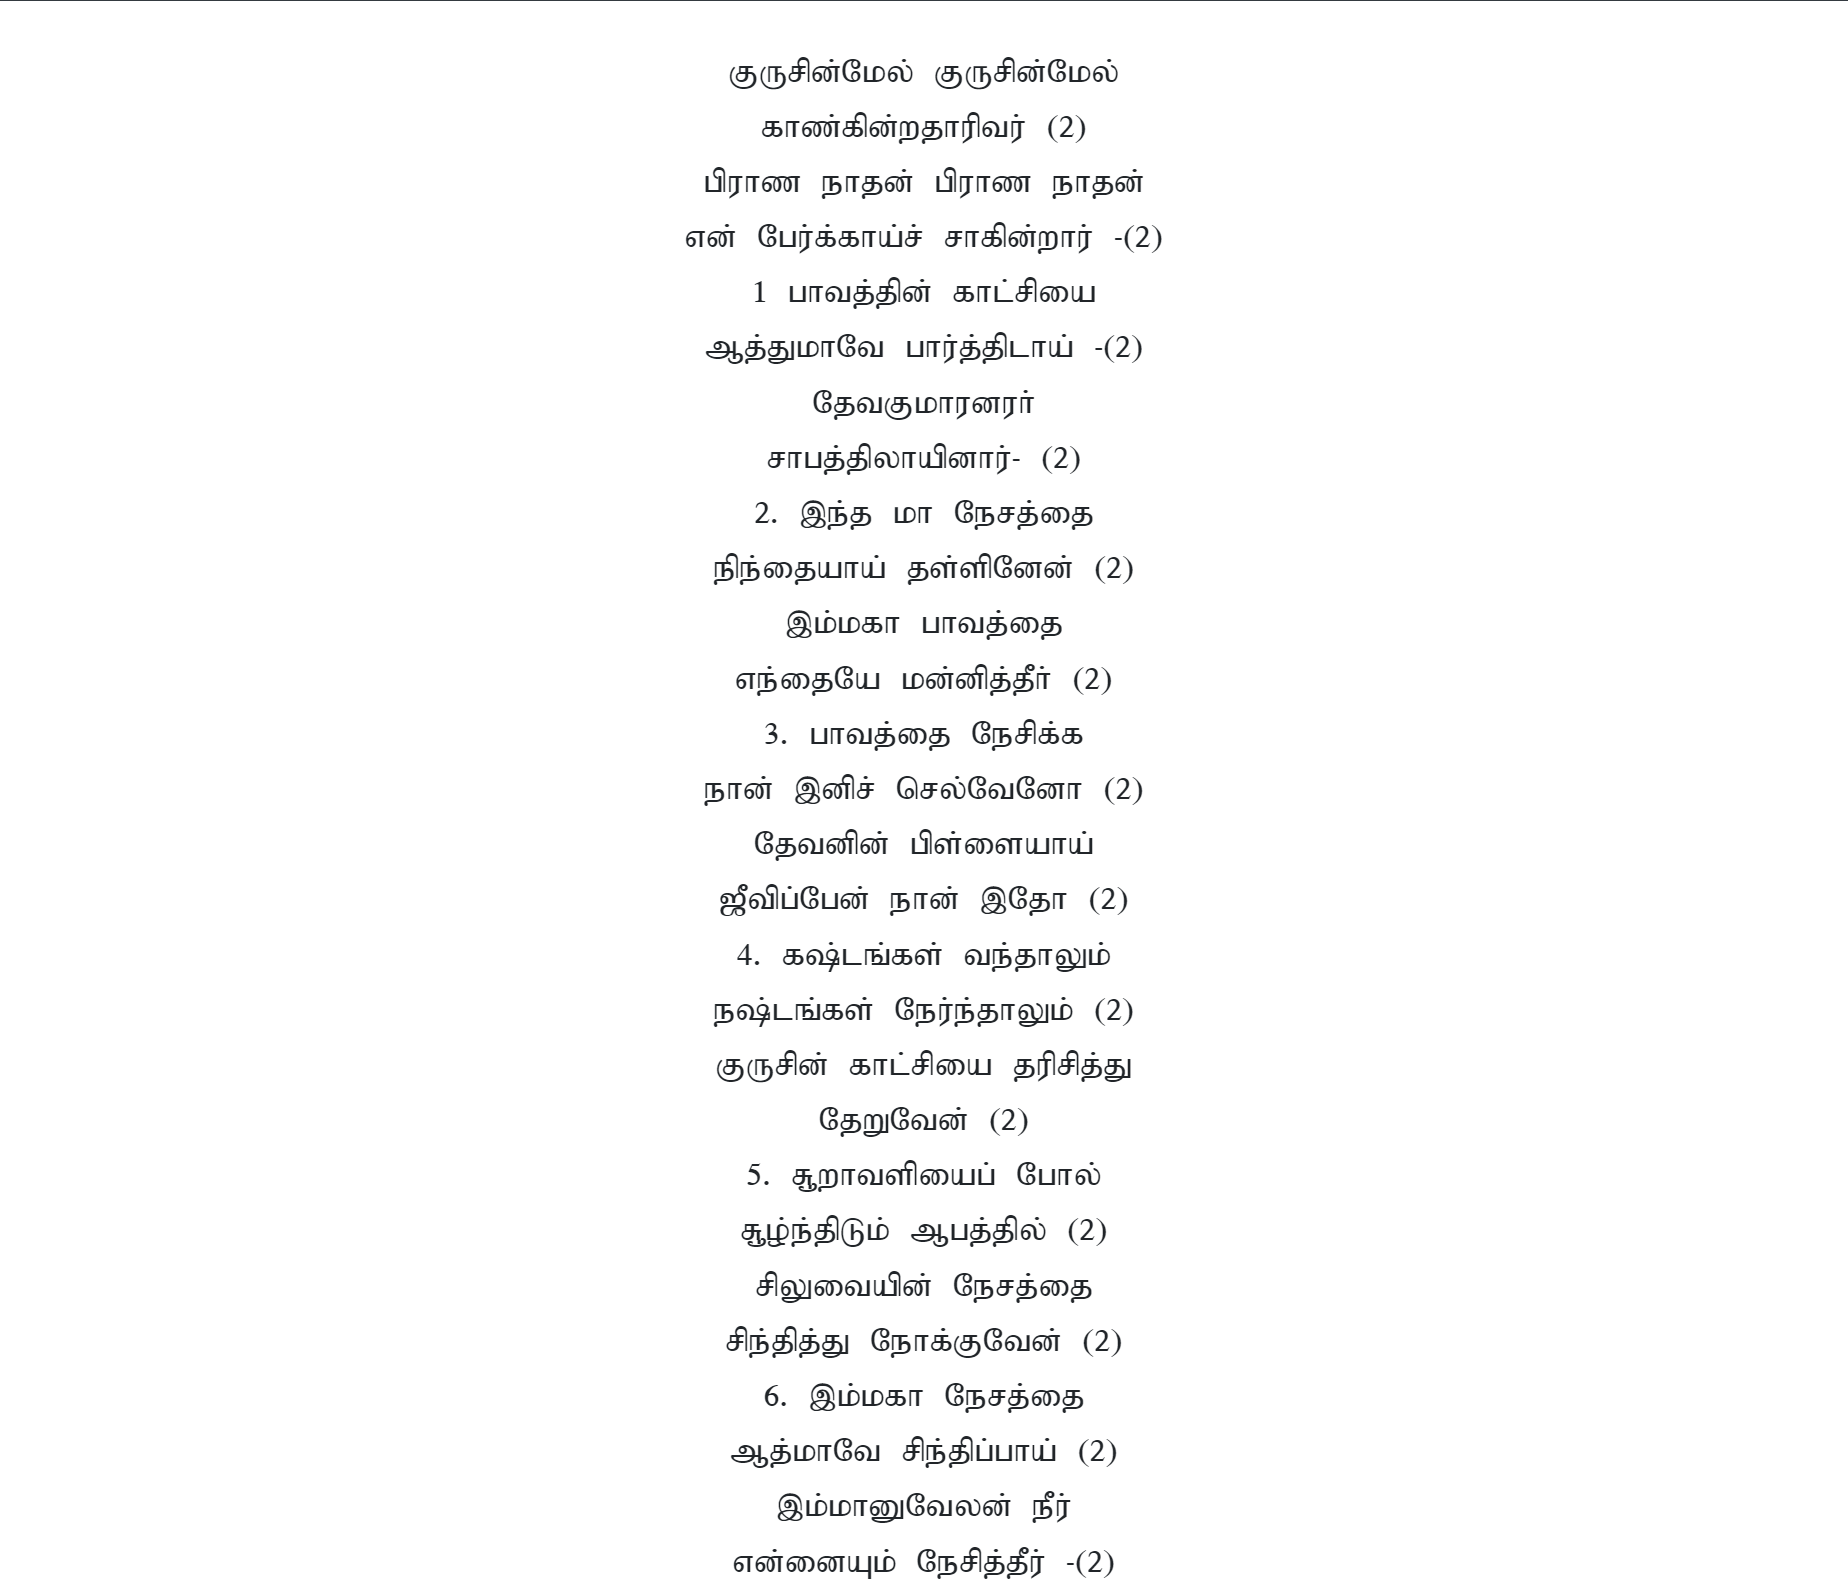 குருசின்மேல் குருசின்மேல்
காண்கின்றதாரிவர் (2)
பிராண நாதன் பிராண நாதன்
என் பேர்க்காய்ச் சாகின்றார் -(2)
1 பாவத்தின் காட்சியை
ஆத்துமாவே பார்த்திடாய் -(2)
தேவகுமாரனரர்
சாபத்திலாயினார்- (2)
2. இந்த மா நேசத்தை
நிந்தையாய் தள்ளினேன் (2)
இம்மகா பாவத்தை
எந்தையே மன்னித்தீர் (2)
3. பாவத்தை நேசிக்க
நான் இனிச் செல்வேனோ (2)
தேவனின் பிள்ளையாய்
ஜீவிப்பேன் நான் இதோ (2)
4. கஷ்டங்கள் வந்தாலும்
நஷ்டங்கள் நேர்ந்தாலும் (2)
குருசின் காட்சியை தரிசித்து
தேறுவேன் (2)
5. சூறாவளியைப் போல்
சூழ்ந்திடும் ஆபத்தில் (2)
சிலுவையின் நேசத்தை
சிந்தித்து நோக்குவேன் (2)
6. இம்மகா நேசத்தை
ஆத்மாவே சிந்திப்பாய் (2)
இம்மானுவேலன் நீர்
என்னையும் நேசித்தீர் -(2)